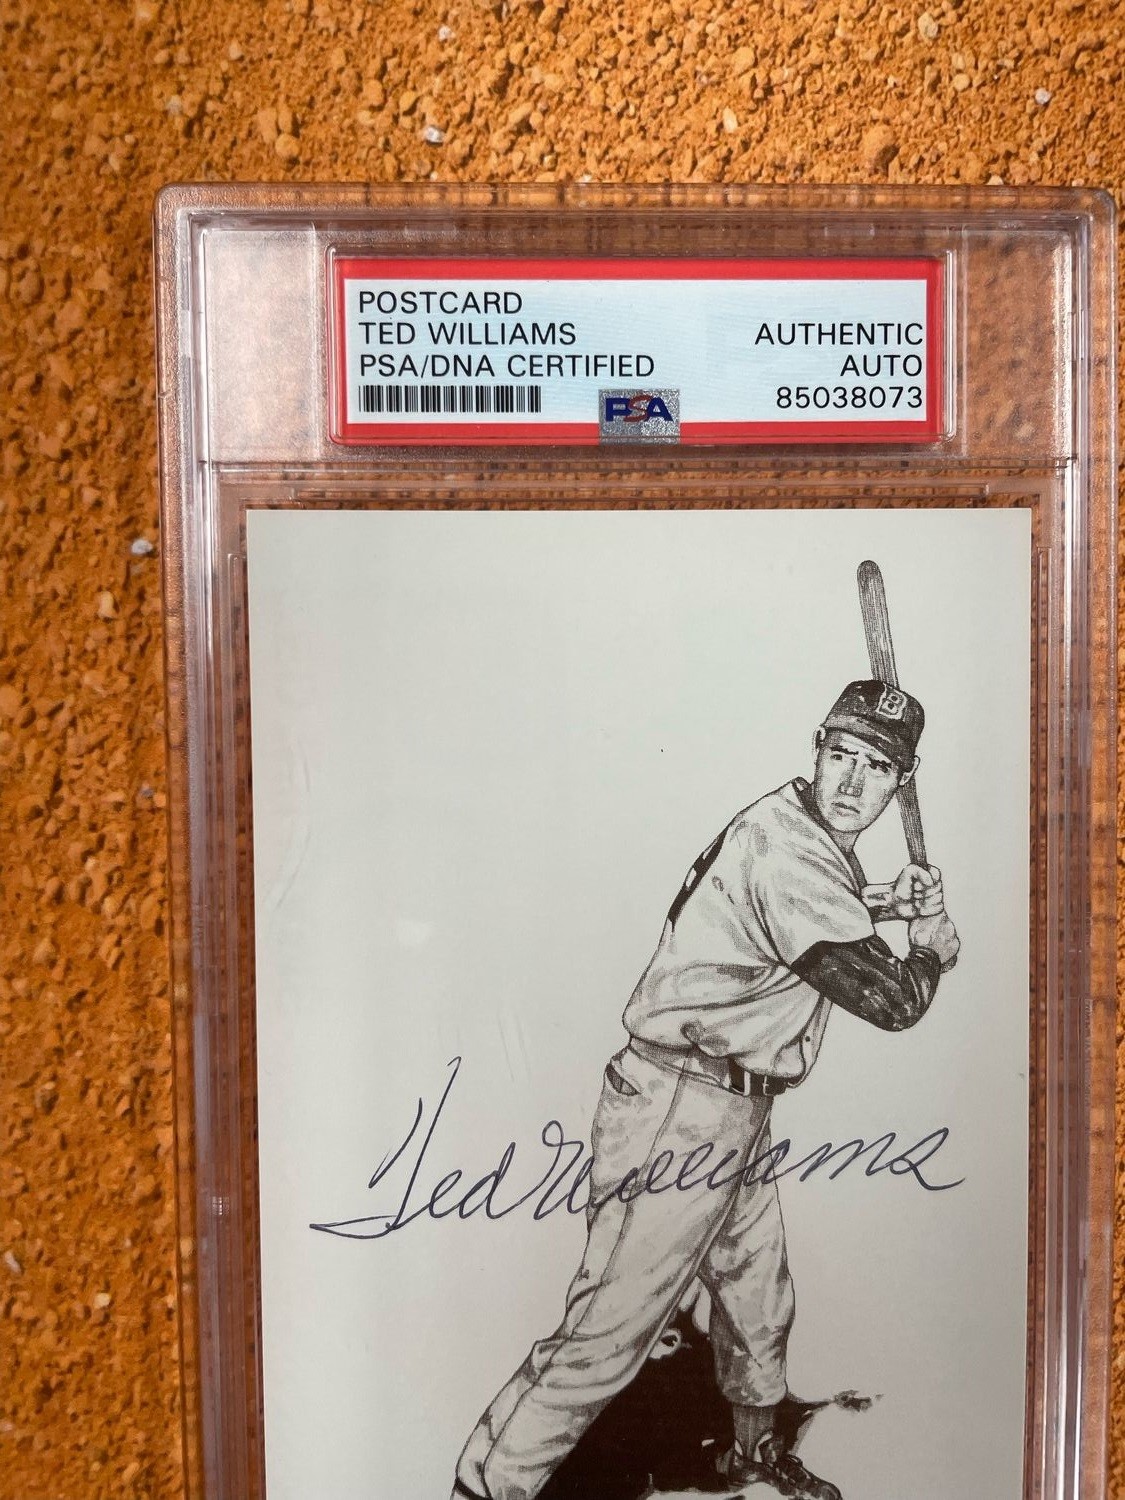 POSTCARD
TED WILLIAMS
PSA/DNA CERTIFIED
AUTHENTIC
AUTO
85038073
PSA
B
Ted Williams